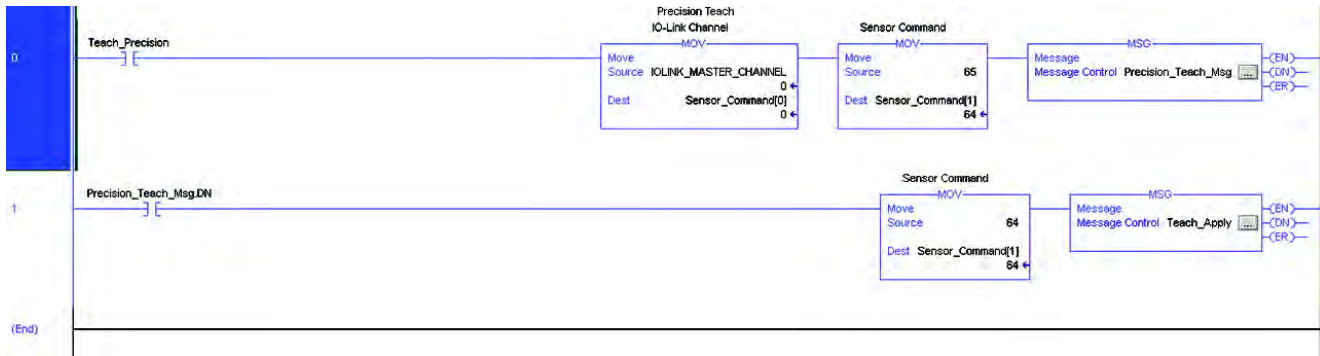 Precision Teach
IO-Link Channel
Sensor Command
Teach_Precision
MOV
MOV
MSG
0
Move
Source IOLINK_MASTER_CHANNEL
0
Dest Sensor_Command[0]
0
Move
Source 65
Dest Sensor_Command[1]
64
Message
Message Control Precision_Teach_Msg ...
(EN)
(DN)
(ER)
Sensor Command
Precision_Teach_Msg.DN
MOV
MSG
1
Move
Source 64
Dest Sensor_Command[1]
64
Message
Message Control Teach_Apply ...
(EN)
(DN)
(ER)
(End)